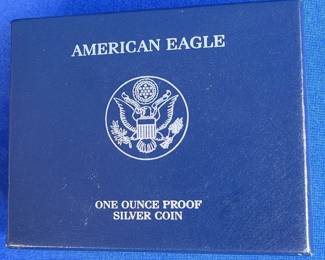 AMERICAN EAGLE
ONE OUNCE PROOF
SILVER COIN